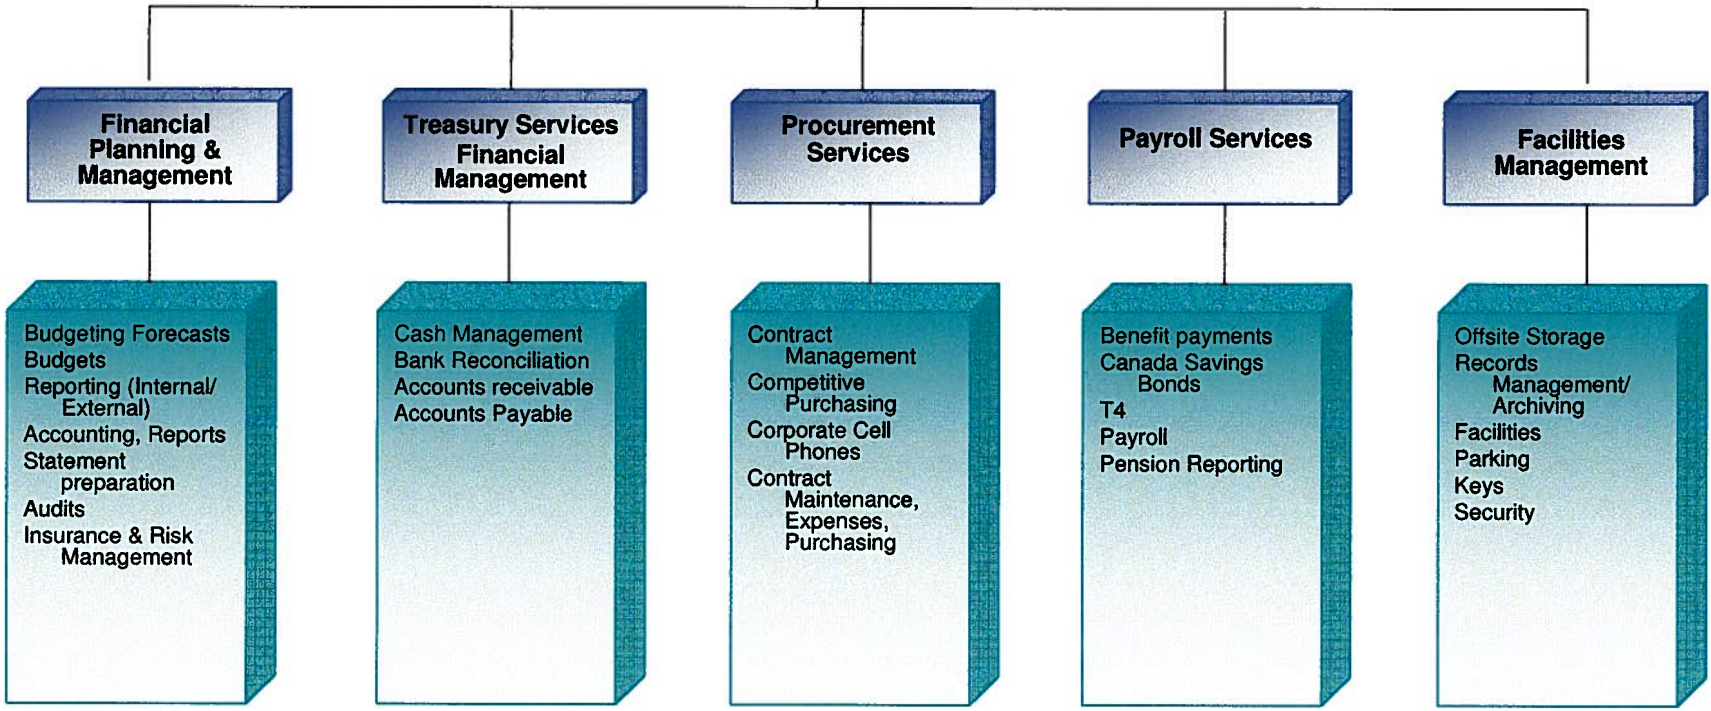 Financial
Planning &
Management
Treasury Services
Financial
Management
Procurement
Services
Payroll Services
Facilities
Management
Budgeting Forecasts
Budgets
Reporting (Internal/
External)
Accounting, Reports
Statement
preparation
Audits
Insurance & Risk
Management
Cash Management
Bank Reconciliation
Accounts receivable
Accounts Payable
Contract
Management
Competitive
Purchasing
Corporate Cell
Phones
Contract
Maintenance,
Expenses,
Purchasing
Benefit payments
Canada Savings
Bonds
T4
Payroll
Pension Reporting
Offsite Storage
Records
Management/
Archiving
Facilities
Parking
Keys
Security